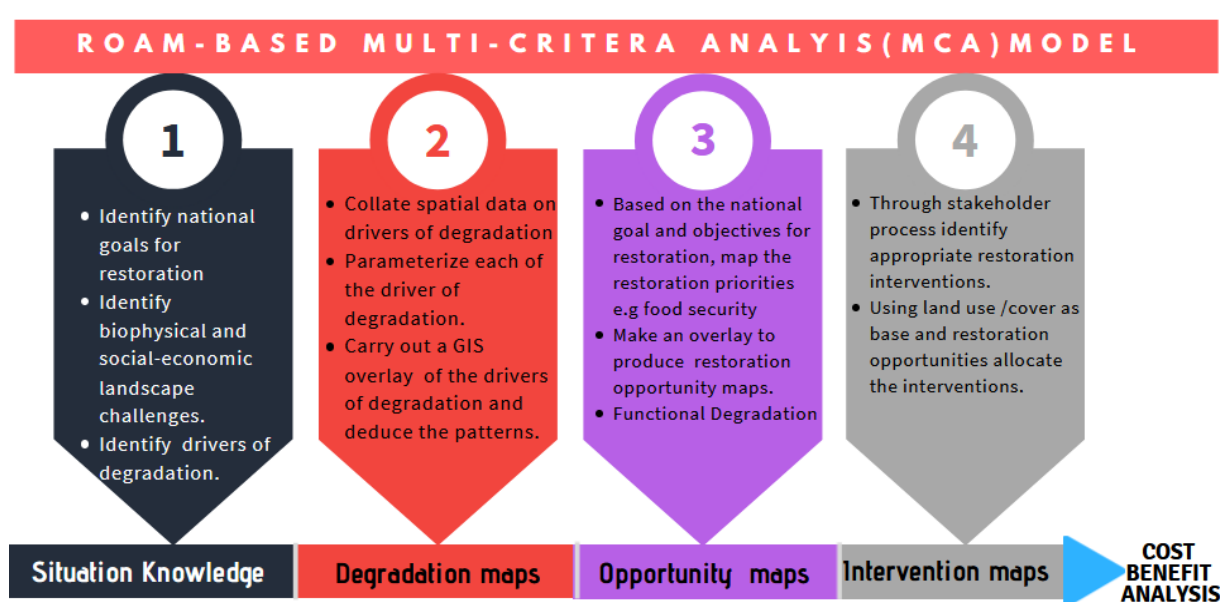 ROAM-BASED MULTI-CRITERA ANALYIS(MCA)MODEL
1
• Identify national
goals for
restoration
• Identify
biophysical and
social-economic
landscape
challenges.
• Identify drivers of
degradation.
Situation Knowledge
2
• Collate spatial data on
drivers of degradation
• Parameterize each of
the driver of
degradation.
• Carry out a GIS
overlay of the drivers
of degradation and
deduce the patterns.
Degradation maps
3
• Based on the national
goal and objectives for
restoration, map the
restoration priorities
e.g food security
• Make an overlay to
produce restoration
opportunity maps.
• Functional Degradation
Opportunity maps
4
• Through stakeholder
process identify
appropriate restoration
interventions.
• Using land use /cover as
base and restoration
opportunities allocate
the interventions.
Intervention maps
COST
BENEFIT
ANALYSIS